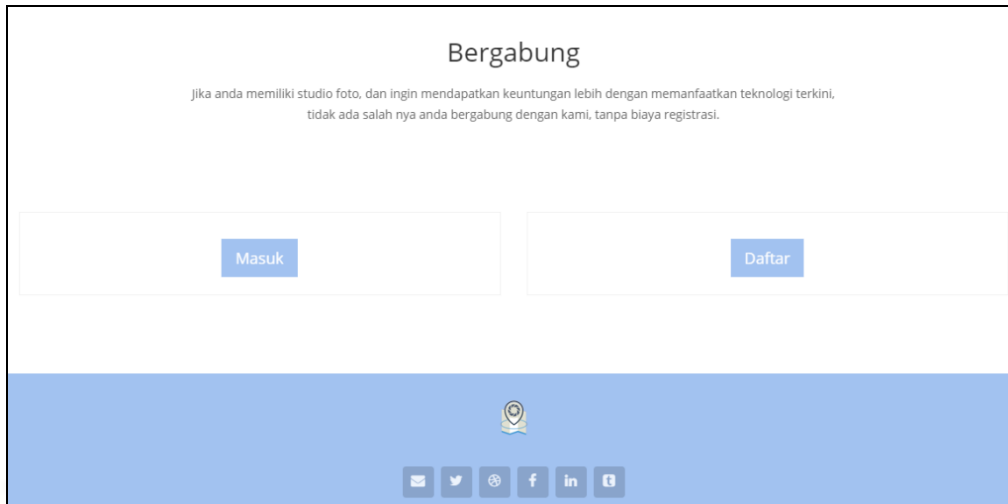 Bergabung
Jika anda memiliki studio foto, dan ingin mendapatkan keuntungan lebih dengan memanfaatkan teknologi terkini,
tidak ada salah nya anda bergabung dengan kami, tanpa biaya registrasi.
Masuk
Daftar